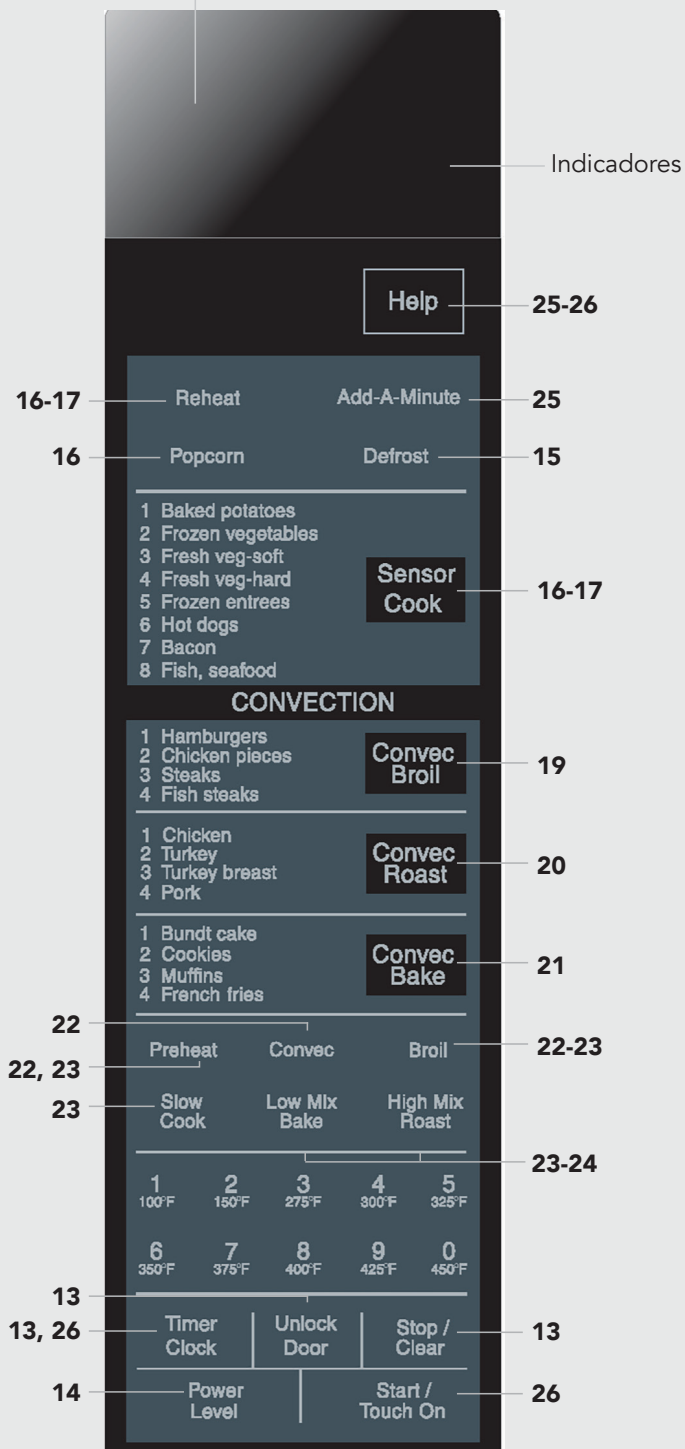 Indicadores
Help
25-26
16-17
Reheat
Add-A-Minute
25
16
Popcorn
Defrost
15
1 Baked potatoes
2 Frozen vegetables
3 Fresh veg-soft
4 Fresh veg-hard
5 Frozen entrees
6 Hot dogs
7 Bacon
8 Fish, seafood
Sensor
Cook
16-17
CONVECTION
1 Hamburgers
2 Chicken pieces
3 Steaks
4 Fish steaks
Convec
Broil
19
1 Chicken
2 Turkey
3 Turkey breast
4 Pork
Convec
Roast
20
1 Bundt cake
2 Cookies
3 Muffins
4 French fries
Convec
Bake
21
22
Preheat
Convec
Broil
22-23
22, 23
23
Slow
Cook
Low Mix
Bake
High Mix
Roast
23-24
1 2 3 4 5
100°F 150°F 275°F 300°F 325°F
6 7 8 9 0
350°F 375°F 400°F 425°F 450°F
13
13, 26
Timer
Clock
Unlock
Door
Stop /
Clear
13
14
Power
Level
Start /
Touch On
26